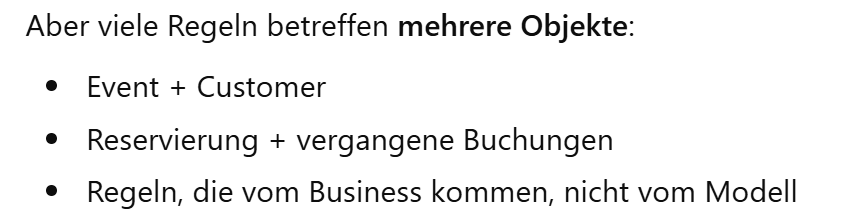 Aber viele Regeln betreffen mehrere Objekte:
• Event + Customer
• Reservierung + vergangene Buchungen
• Regeln, die vom Business kommen, nicht vom Modell